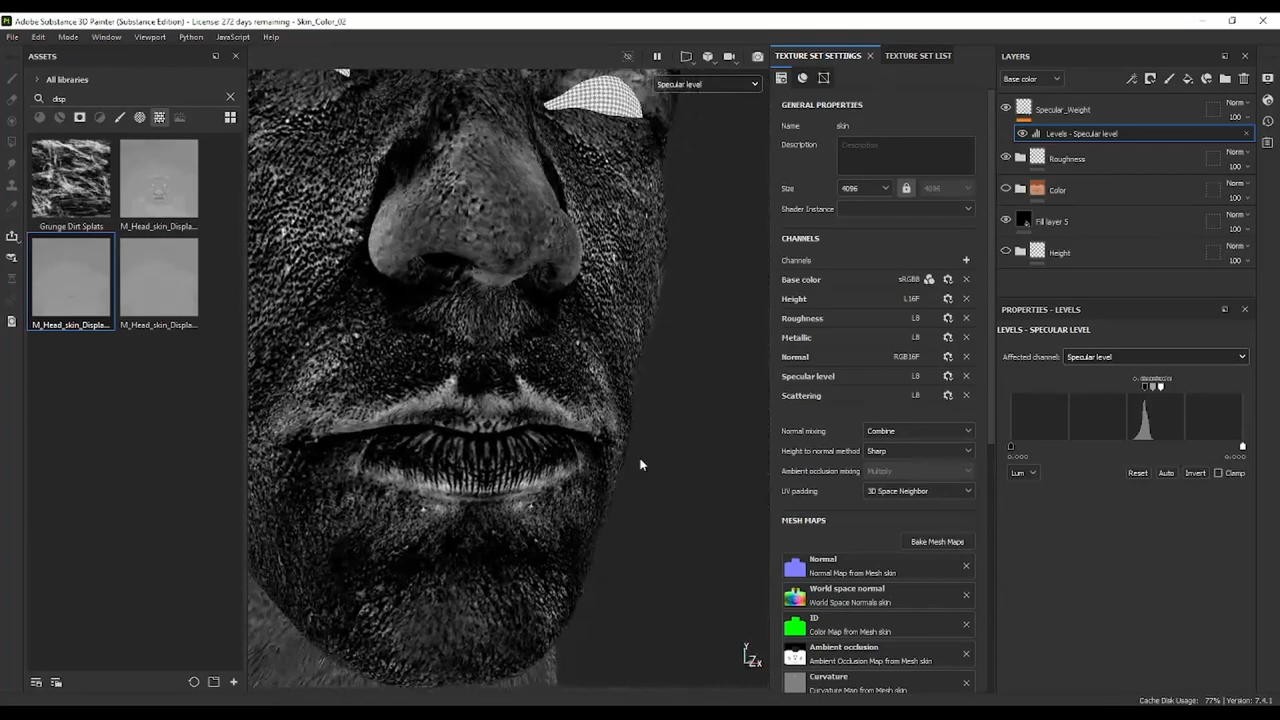 Adobe Substance 3D Painter (Substance Edition) - License: 272 days remaining - Skin_Color_02
File Edit Mode Window Viewport Python JavaScript Help
ASSETS
All libraries
disp
Grunge Dirt Splats
M_Head_skin_Displa...
M_Head_skin_Displa...
M_Head_skin_Displa...
Specular level
Y
Z
X
TEXTURE SET SETTINGS
TEXTURE SET LIST
GENERAL PROPERTIES
Name skin
Description Description
Size 4096 4096
Shader Instance
CHANNELS
Channels
Base color sRGB8
Height L16F
Roughness L8
Metallic L8
Normal RGB16F
Specular level L8
Scattering L8
Normal mixing Combine
Height to normal method Sharp
Ambient occlusion mixing Multiply
UV padding 3D Space Neighbor
MESH MAPS
Bake Mesh Maps
Normal
Normal Map from Mesh skin
World space normal
World Space Normals skin
ID
Color Map from Mesh skin
Ambient occlusion
Ambient Occlusion Map from Mesh skin
Curvature
Curvature Map from Mesh skin
LAYERS
Base color
Specular_Weight Norm 100
Levels - Specular level
Roughness Norm 100
Color Norm 100
Fill layer 5 Norm 100
Height Norm 100
PROPERTIES - LEVELS
LEVELS - SPECULAR LEVEL
Affected channel: Specular level
0.000 0.000
Lum Reset Auto Invert Clamp
Cache Disk Usage: 77% | Version: 7.4.1